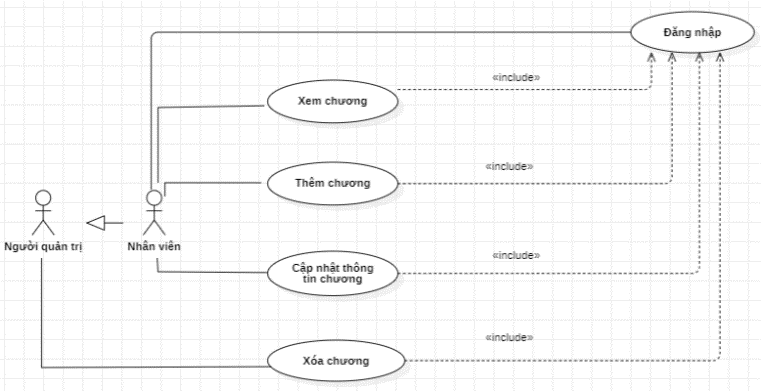 Đăng nhập
«include»
Xem chương
«include»
Thêm chương
Người quản trị
Nhân viên
«include»
Cập nhật thông
tin chương
«include»
Xóa chương